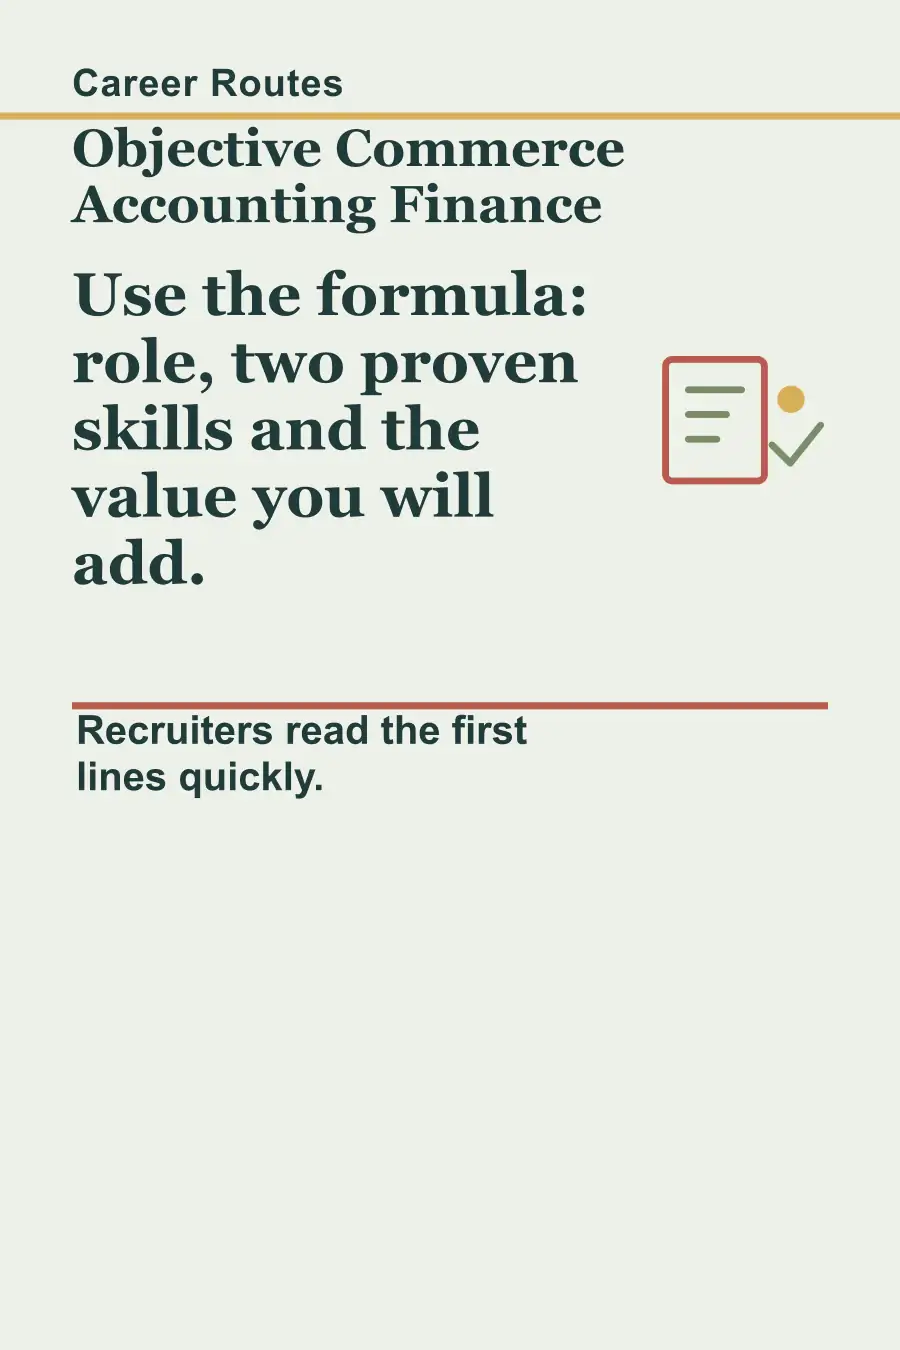 Career Routes
Objective Commerce
Accounting Finance
Use the formula:
role, two proven
skills and the
value you will
add.
Recruiters read the first
lines quickly.